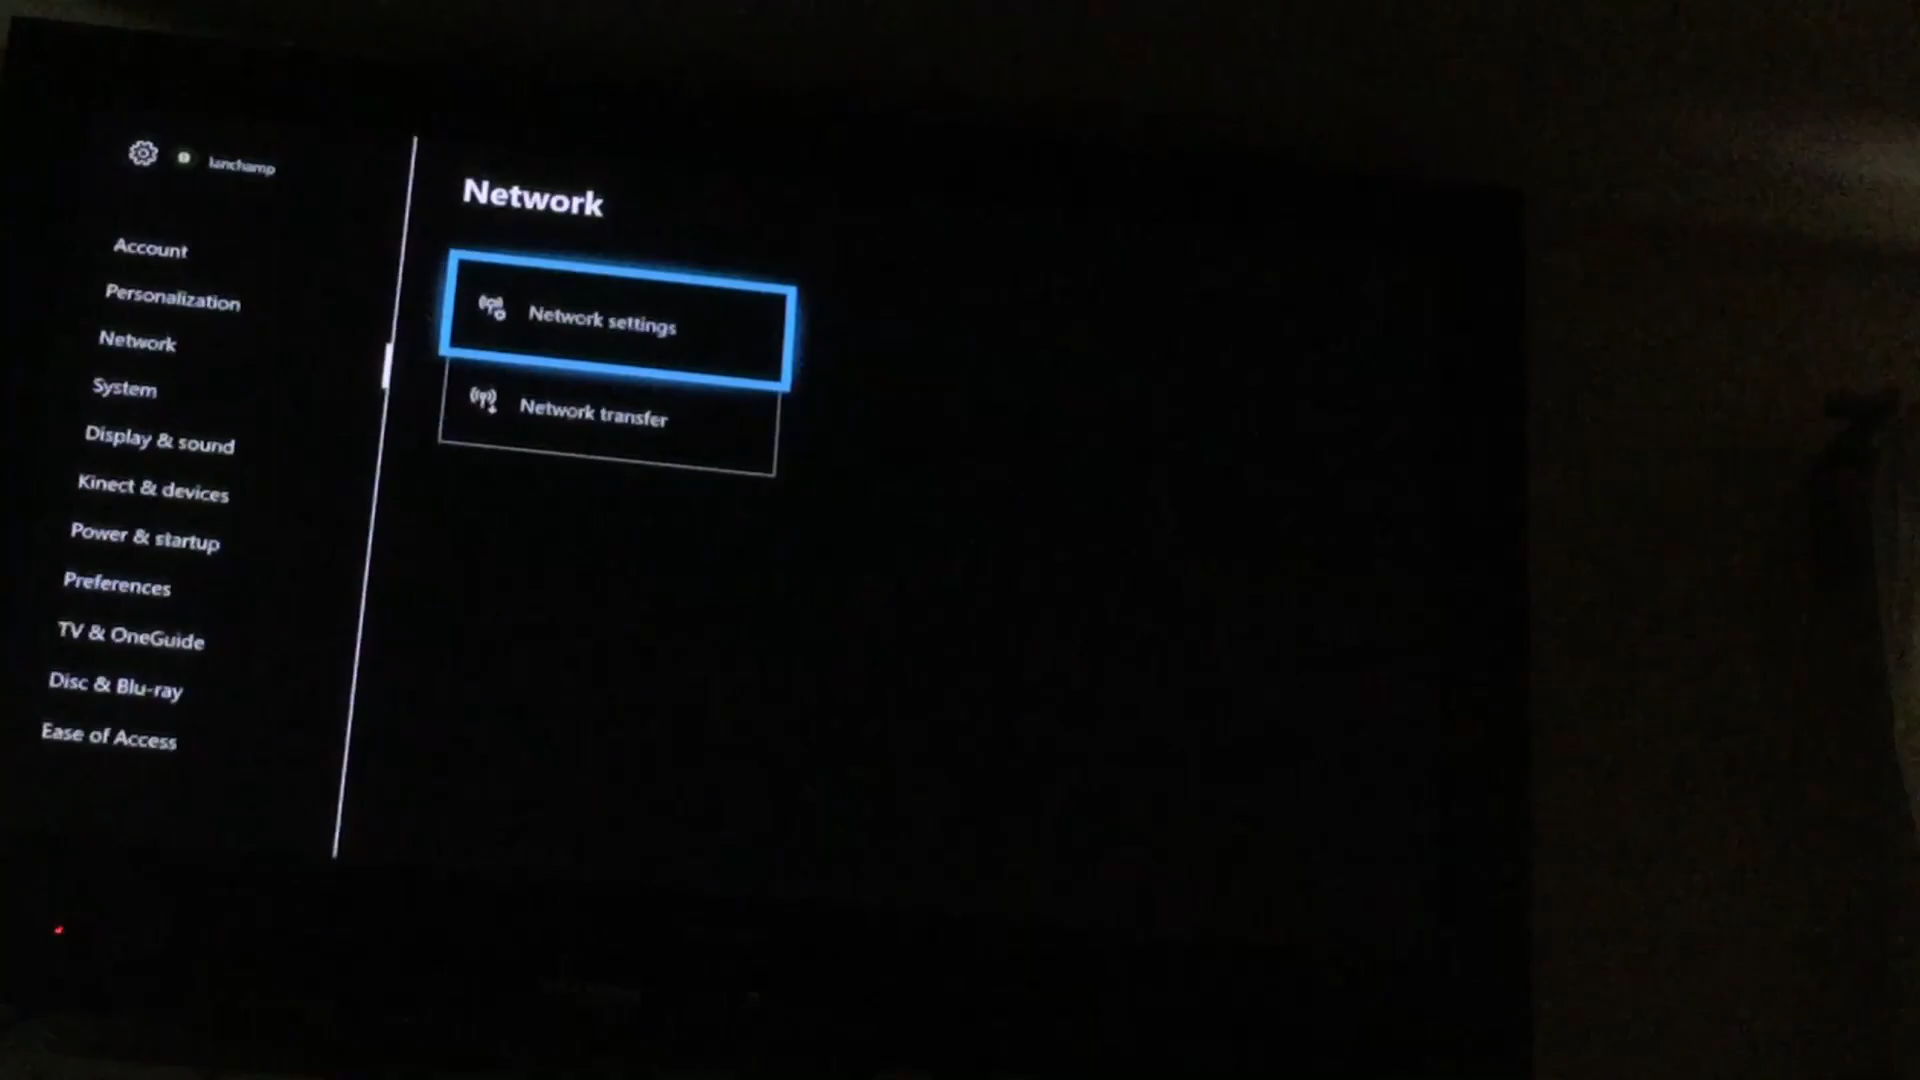 lanchamp
Account
Personalization
Network
System
Display & sound
Kinect & devices
Power & startup
Preferences
TV & OneGuide
Disc & Blu-ray
Ease of Access
Network
Network settings
Network transfer